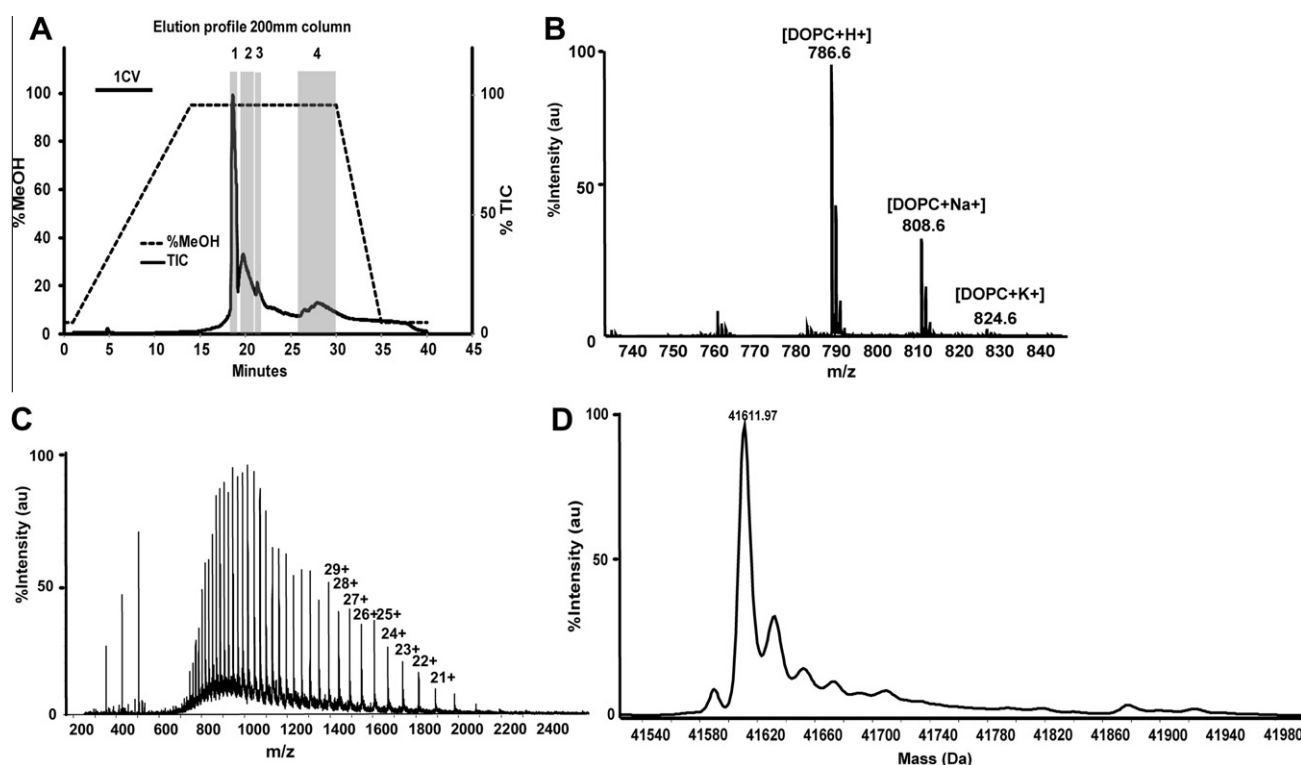 A
Elution profile 200mm column
1 2 3 4
1CV
%MeOH
100
80
60
40
20
0
%MeOH
TIC
% TIC
100
50
0
0 5 10 15 20 25 30 35 40 45
Minutes
B
%Intensity (au)
100
50
0
[DOPC+H+]
786.6
[DOPC+Na+]
808.6
[DOPC+K+]
824.6
740 760 770 780 800 810 820 830 840
m/z
C
%Intensity (au)
100
50
0
29+
28+
27+
26+25+
24+
23+
22+
21+
200 400 600 800 1000 1200 1400 1600 1800 2000 2200 2400
m/z
D
%Intensity (au)
100
50
0
41611.97
41540 41580 41620 41660 41700 41740 41780 41820 41860 41900 41940 41980
Mass (Da)